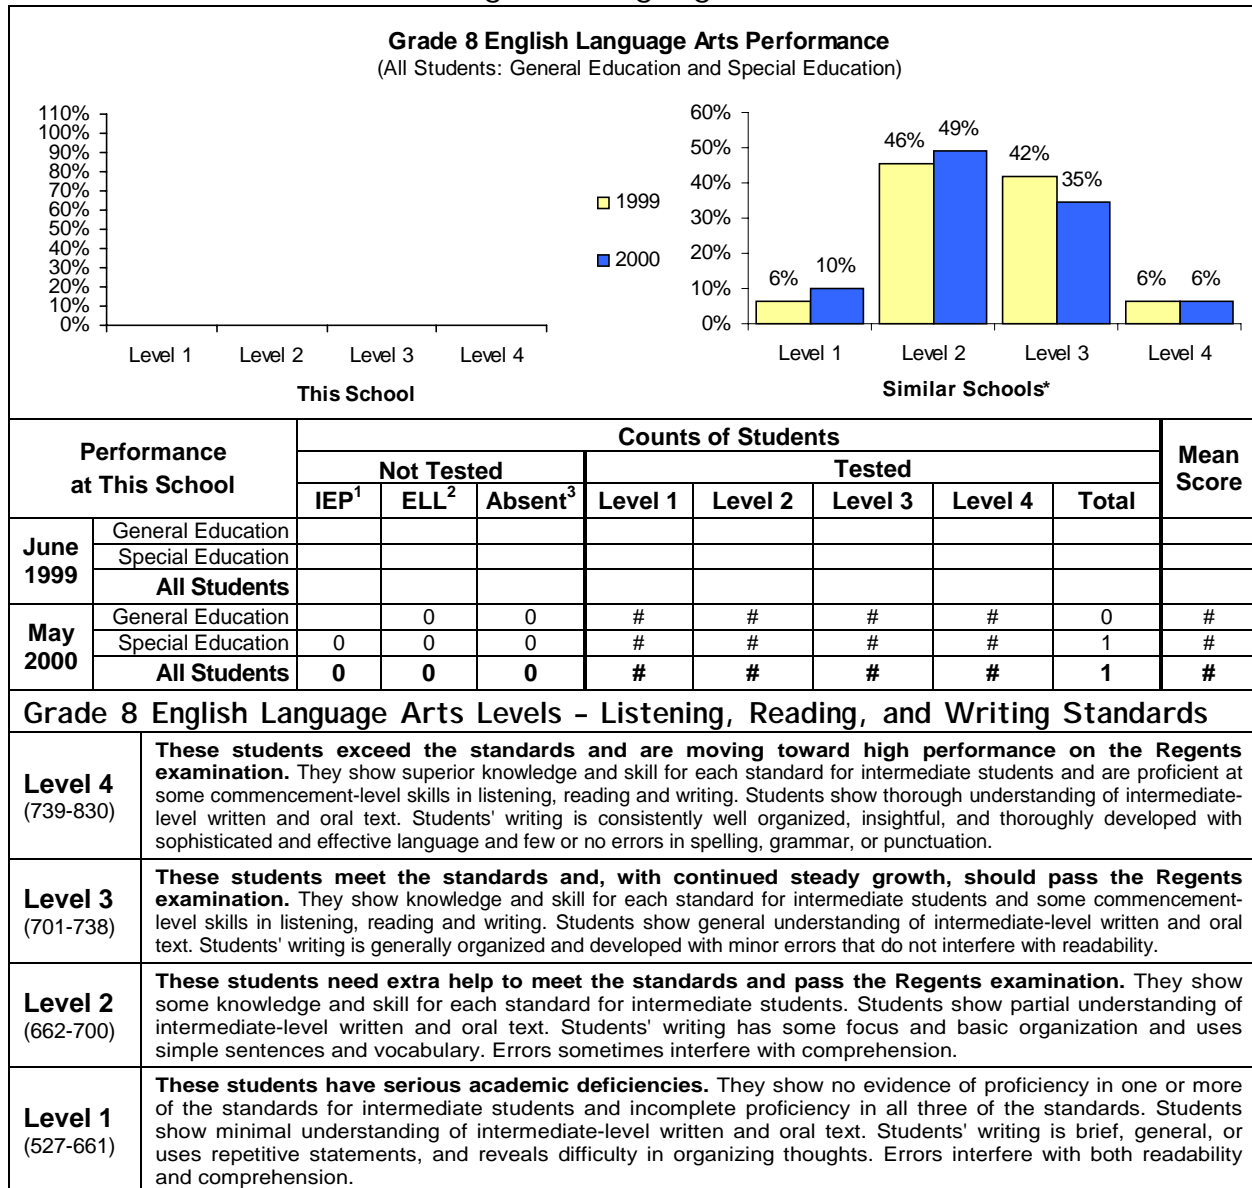 Grade 8 English Language Arts Performance
(All Students: General Education and Special Education)
110%
100%
90%
80%
70%
60%
50%
40%
30%
20%
10%
0%
Level 1 Level 2 Level 3 Level 4
This School
1999
2000
60%
50%
40%
30%
20%
10%
0%
6% 10% 46% 49% 42% 35% 6% 6%
Level 1 Level 2 Level 3 Level 4
Similar Schools*
Performance at This School
Counts of Students
Mean Score
Not Tested Tested
IEP1 ELL2 Absent3 Level 1 Level 2 Level 3 Level 4 Total
June 1999
General Education
Special Education
All Students
May 2000
General Education 0 0 # # # # 0 #
Special Education 0 0 0 # # # # 1 #
All Students 0 0 0 # # # # 1 #
Grade 8 English Language Arts Levels – Listening, Reading, and Writing Standards
Level 4
(739-830)
These students exceed the standards and are moving toward high performance on the Regents
examination. They show superior knowledge and skill for each standard for intermediate students and are proficient at
some commencement-level skills in listening, reading and writing. Students show thorough understanding of intermediate-
level written and oral text. Students' writing is consistently well organized, insightful, and thoroughly developed with
sophisticated and effective language and few or no errors in spelling, grammar, or punctuation.
Level 3
(701-738)
These students meet the standards and, with continued steady growth, should pass the Regents
examination. They show knowledge and skill for each standard for intermediate students and some commencement-
level skills in listening, reading and writing. Students show general understanding of intermediate-level written and oral
text. Students' writing is generally organized and developed with minor errors that do not interfere with readability.
Level 2
(662-700)
These students need extra help to meet the standards and pass the Regents examination. They show
some knowledge and skill for each standard for intermediate students. Students show partial understanding of
intermediate-level written and oral text. Students' writing has some focus and basic organization and uses
simple sentences and vocabulary. Errors sometimes interfere with comprehension.
Level 1
(527-661)
These students have serious academic deficiencies. They show no evidence of proficiency in one or more
of the standards for intermediate students and incomplete proficiency in all three of the standards. Students
show minimal understanding of intermediate-level written and oral text. Students' writing is brief, general, or
uses repetitive statements, and reveals difficulty in organizing thoughts. Errors interfere with both readability
and comprehension.